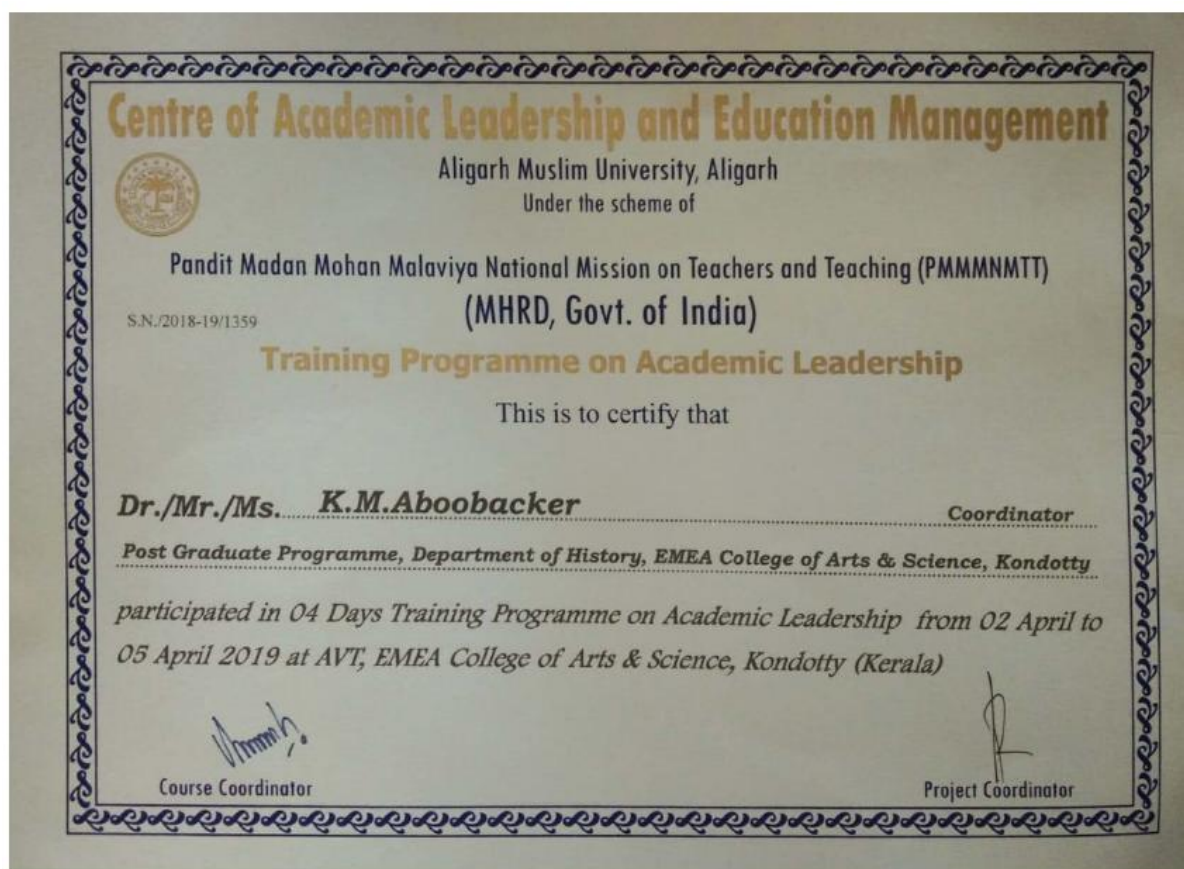 Centre of Academic Leadership and Education Management
Aligarh Muslim University, Aligarh
Under the scheme of
Pandit Madan Mohan Malaviya National Mission on Teachers and Teaching (PMMMNMTT)
(MHRD, Govt. of India)
S.N./2018-19/1359
Training Programme on Academic Leadership
This is to certify that
Dr./Mr./Ms. K.M.Aboobacker Coordinator
Post Graduate Programme, Department of History, EMEA College of Arts & Science, Kondotty
participated in 04 Days Training Programme on Academic Leadership from 02 April to
05 April 2019 at AVT, EMEA College of Arts & Science, Kondotty (Kerala)
Course Coordinator
Project Coordinator